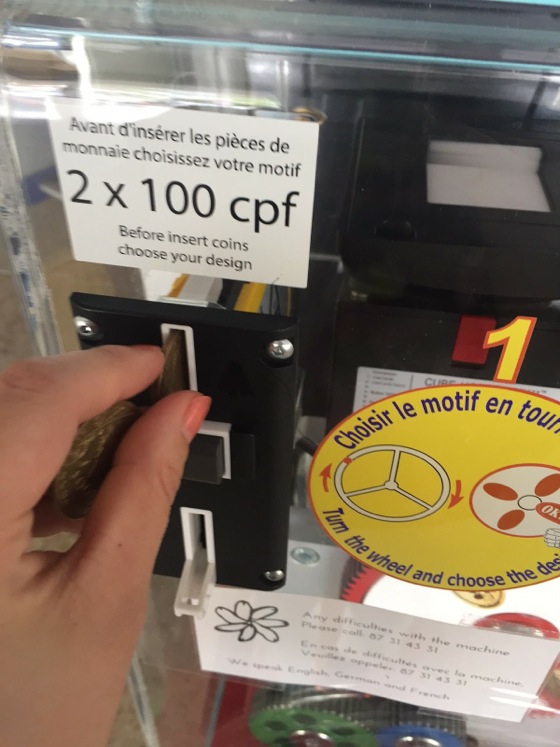 Avant d'insérer les pièces de
monnaie choisissez votre motif
2 x 100 cpf
Before insert coins
choose your design
1
Choisir le motif en
Turn the wheel and choose the
OK
Any difficulties with the machine
Please call: 87 31 43 31
En cas de difficultés avec la machine.
Veuillez appeler: 87 31 43 31
We speak English, German and French